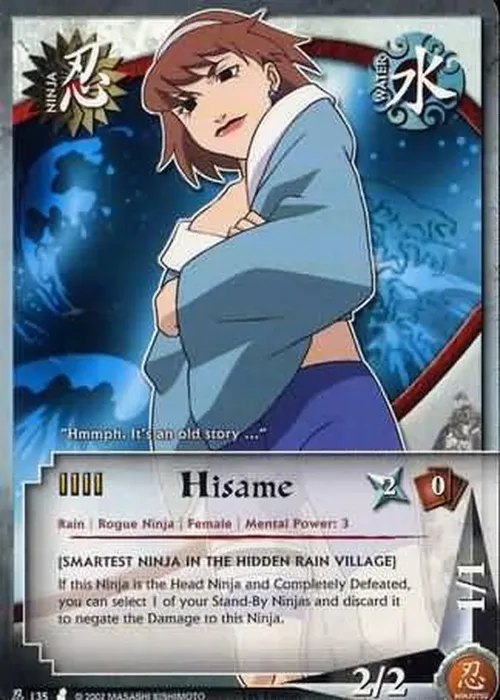 NINJA
忍
WATER
水
"Hmmph. It's an old story ..."
Hisame
2
0
Rain | Rogue Ninja | Female | Mental Power: 3
[SMARTEST NINJA IN THE HIDDEN RAIN VILLAGE]
If this Ninja is the Head Ninja and Completely Defeated,
you can select 1 of your Stand-By Ninjas and discard it
to negate the Damage to this Ninja.
1/1
2/2
忍
忍 135 © 2002 MASASHI KISHIMOTO